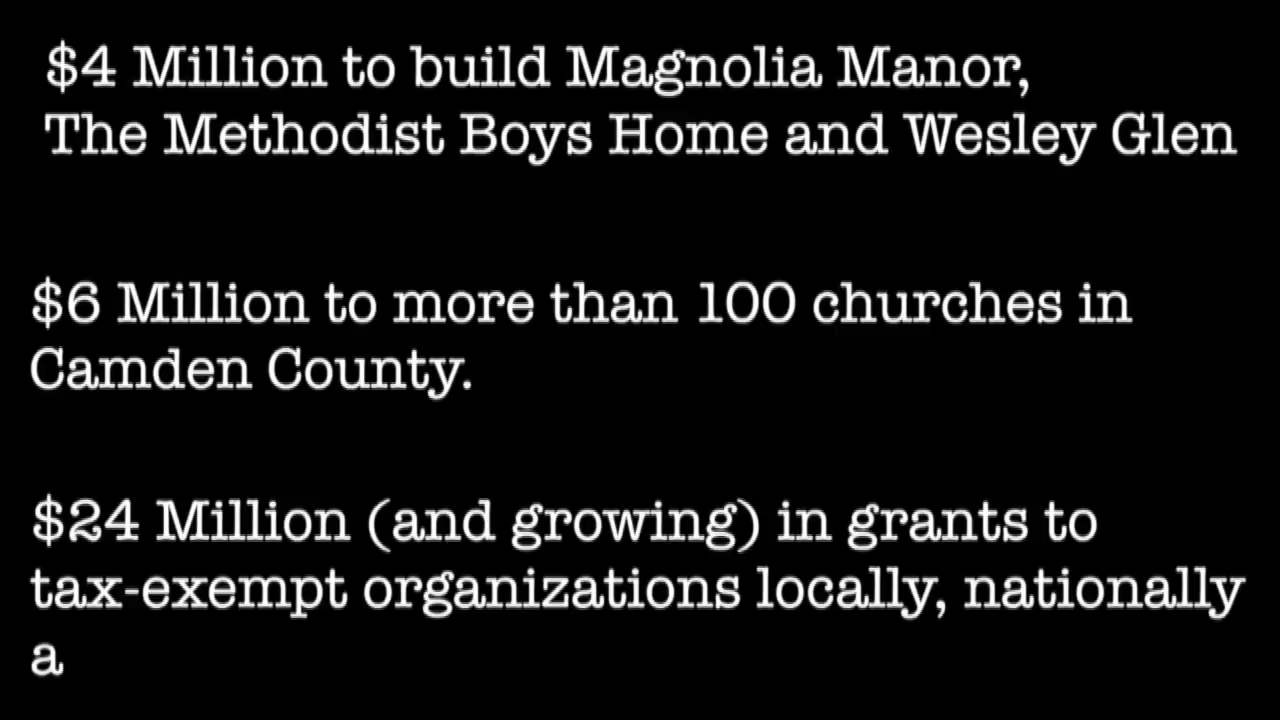 $4 Million to build Magnolia Manor,
The Methodist Boys Home and Wesley Glen
$6 Million to more than 100 churches in
Camden County.
$24 Million (and growing) in grants to
tax-exempt organizations locally, nationally
a